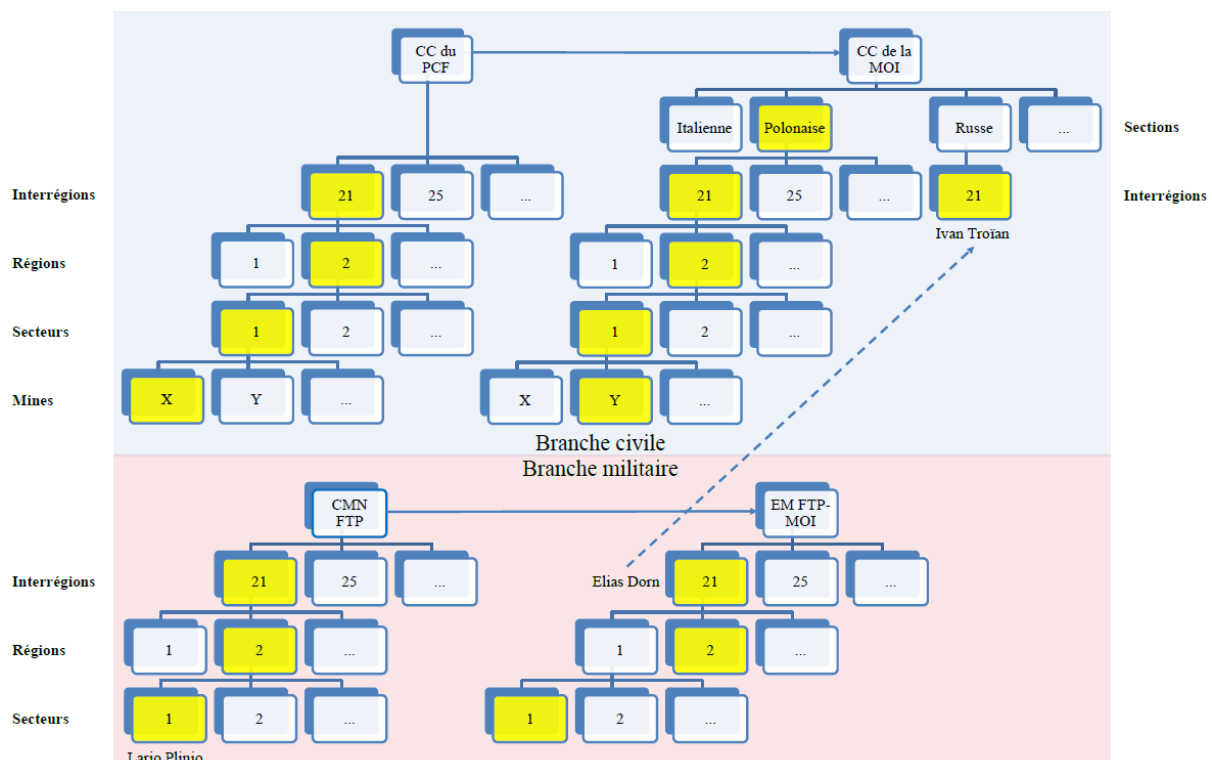 CC du
PCF
CC de la
MOI
Italienne
Polonaise
Russe
...
Sections
Interrégions
21
25
...
21
25
...
21
Interrégions
Ivan Troïan
Régions
1
2
...
1
2
...
Secteurs
1
2
...
1
2
...
Mines
X
Y
...
X
Y
...
Branche civile
Branche militaire
CMN
FTP
EM FTP-
MOI
Interrégions
21
25
...
Elias Dorn
21
25
...
Régions
1
2
...
1
2
...
Secteurs
1
2
...
1
2
...
Lario Plinio